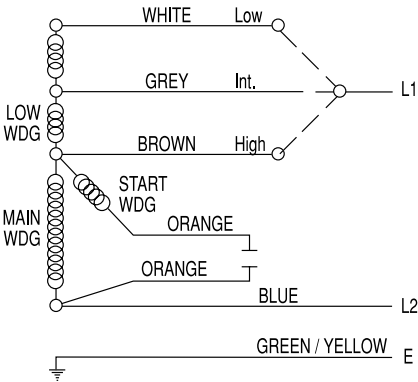 WHITE Low
GREY Int.
L1
LOW
WDG
BROWN High
START
WDG
MAIN
WDG
ORANGE
ORANGE
BLUE
L2
GREEN / YELLOW
E